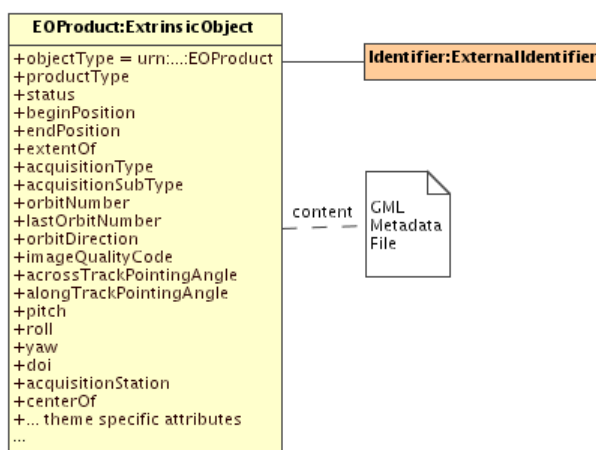 EOProduct:ExtrinsicObject
+objectType = urn:...:EOProduct
+productType
+status
+beginPosition
+endPosition
+extentOf
+acquisitionType
+acquisitionSubType
+orbitNumber
+lastOrbitNumber
+orbitDirection
+imageQualityCode
+acrossTrackPointingAngle
+alongTrackPointingAngle
+pitch
+roll
+yaw
+doi
+acquisitionStation
+centerOf
+... theme specific attributes
...
Identifier:ExternalIdentifier
content
GML
Metadata
File